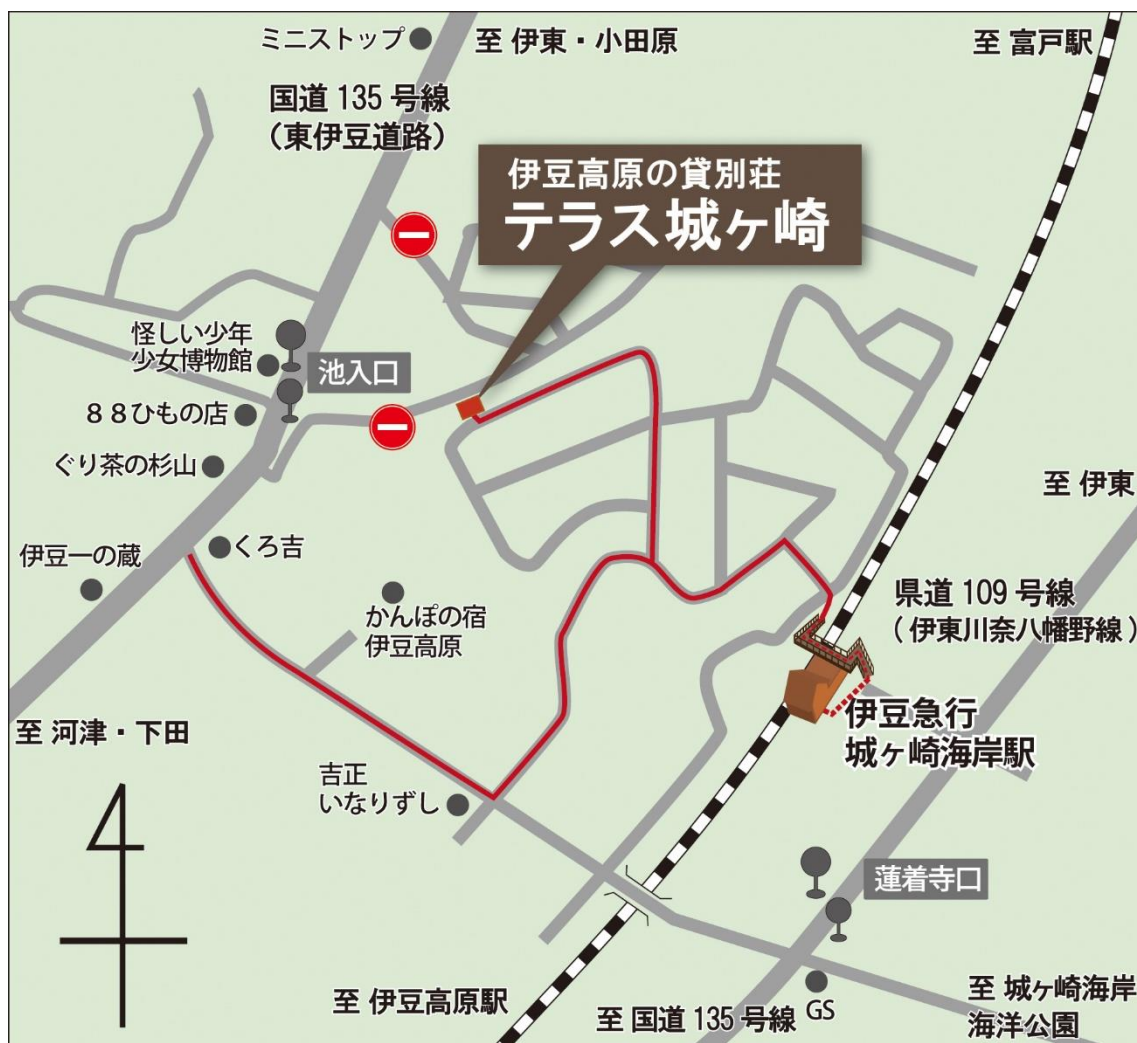 ミニストップ
至 伊東・小田原
至 富戸駅
国道 135 号線
（東伊豆道路）
伊豆高原の貸別荘
テラス城ヶ崎
怪しい少年
少女博物館
池入口
８８ひもの店
ぐり茶の杉山
至 伊東
くろ吉
伊豆一の蔵
かんぽの宿
伊豆高原
県道 109 号線
（ 伊東川奈八幡野線 ）
伊豆急行
城ヶ崎海岸駅
至 河津・下田
吉正
いなりずし
蓮着寺口
至 伊豆高原駅
至 国道 135 号線
GS
至 城ヶ崎海岸
海洋公園